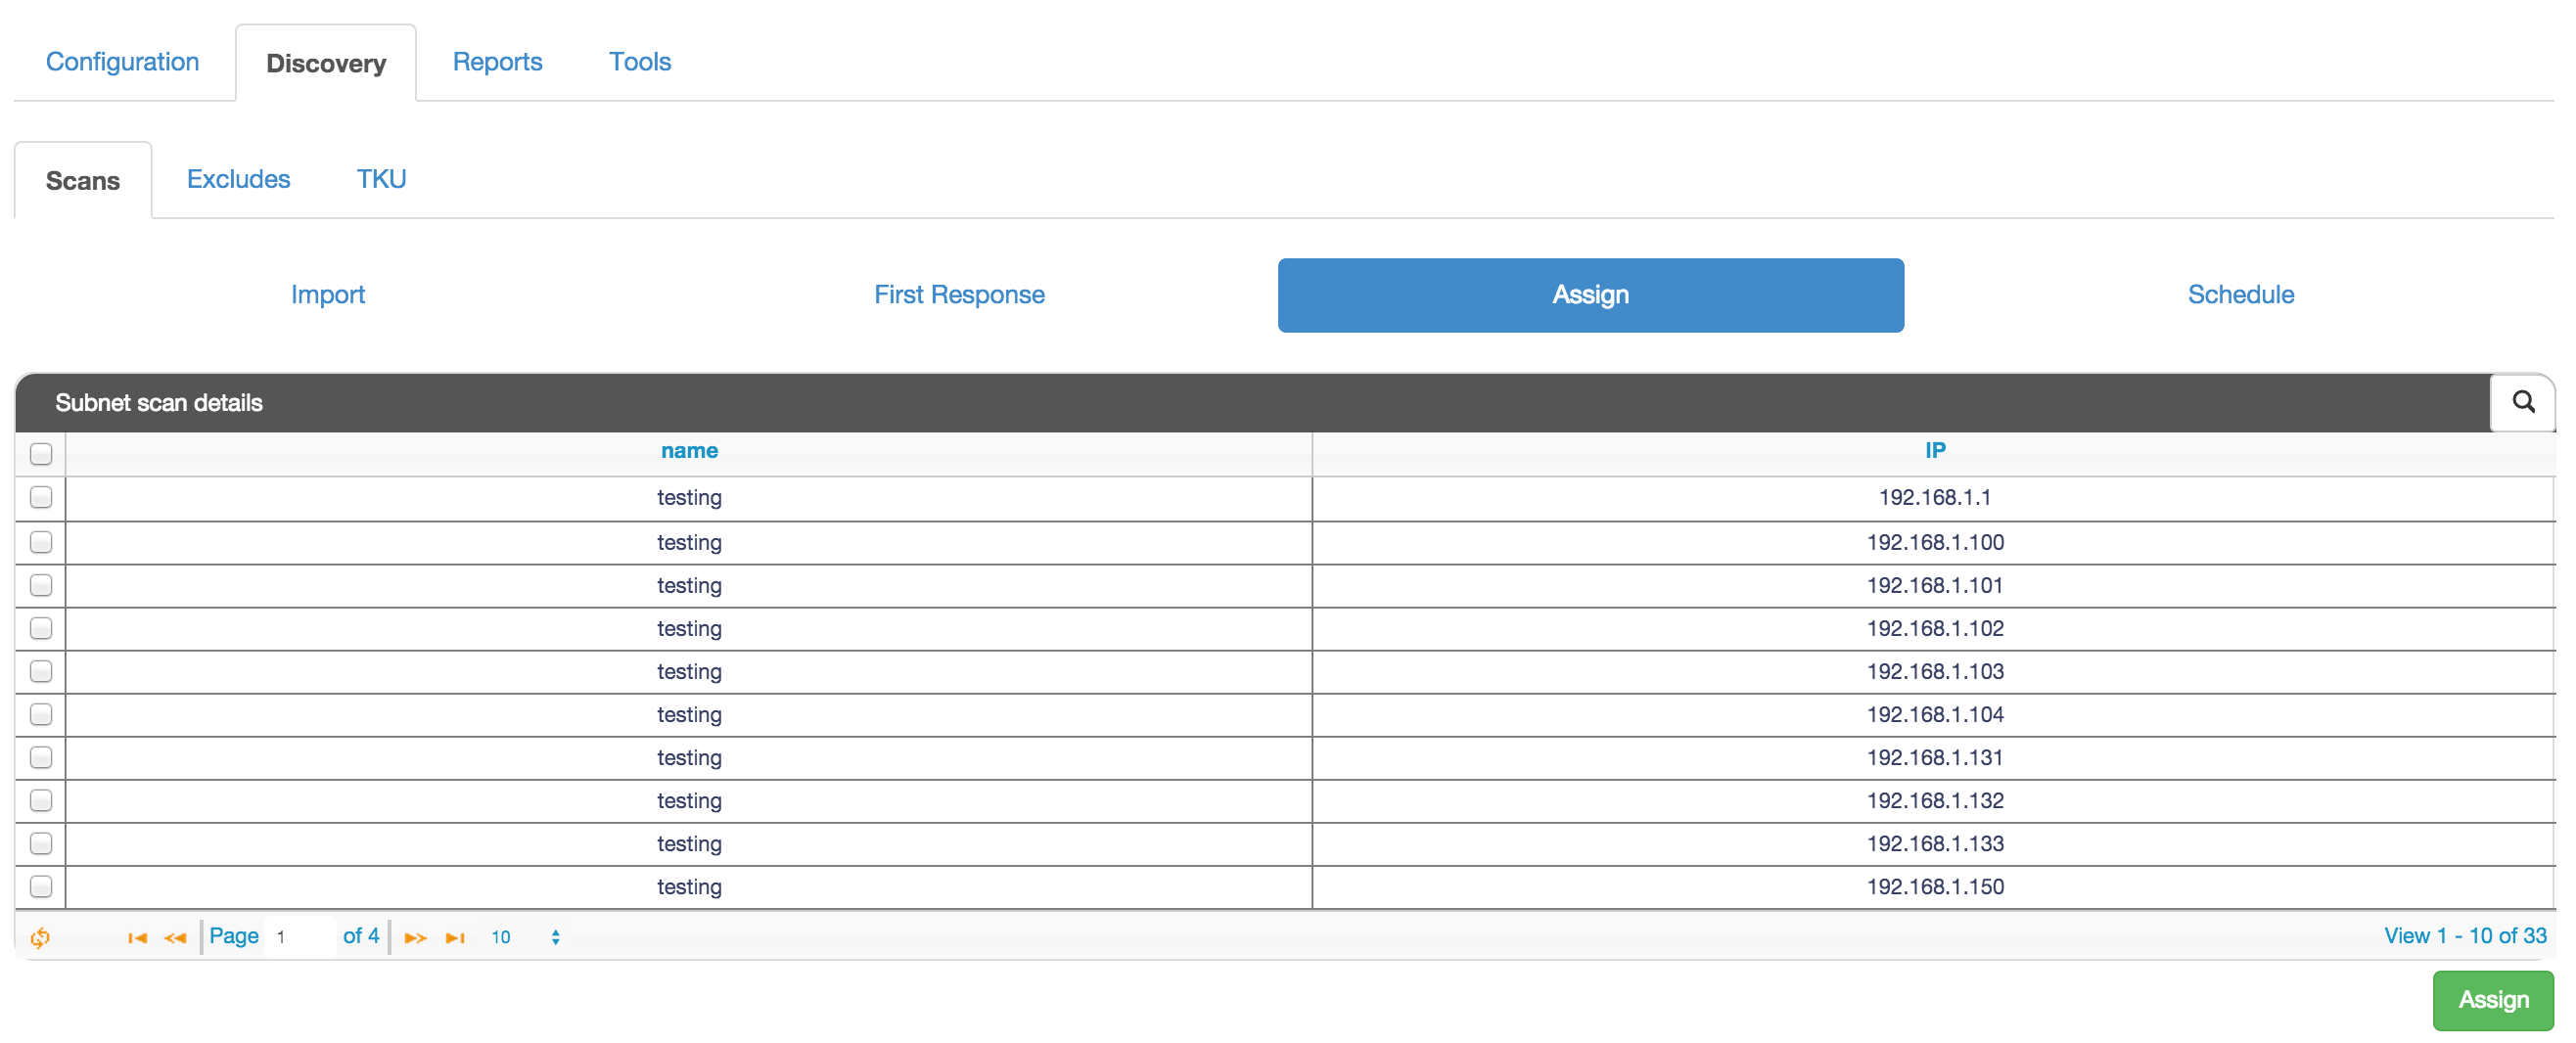 Configuration Discovery Reports Tools
Scans Excludes TKU
Import First Response Assign Schedule
Subnet scan details
name IP
testing 192.168.1.1
testing 192.168.1.100
testing 192.168.1.101
testing 192.168.1.102
testing 192.168.1.103
testing 192.168.1.104
testing 192.168.1.131
testing 192.168.1.132
testing 192.168.1.133
testing 192.168.1.150
Page 1 of 4 10 View 1 - 10 of 33
Assign